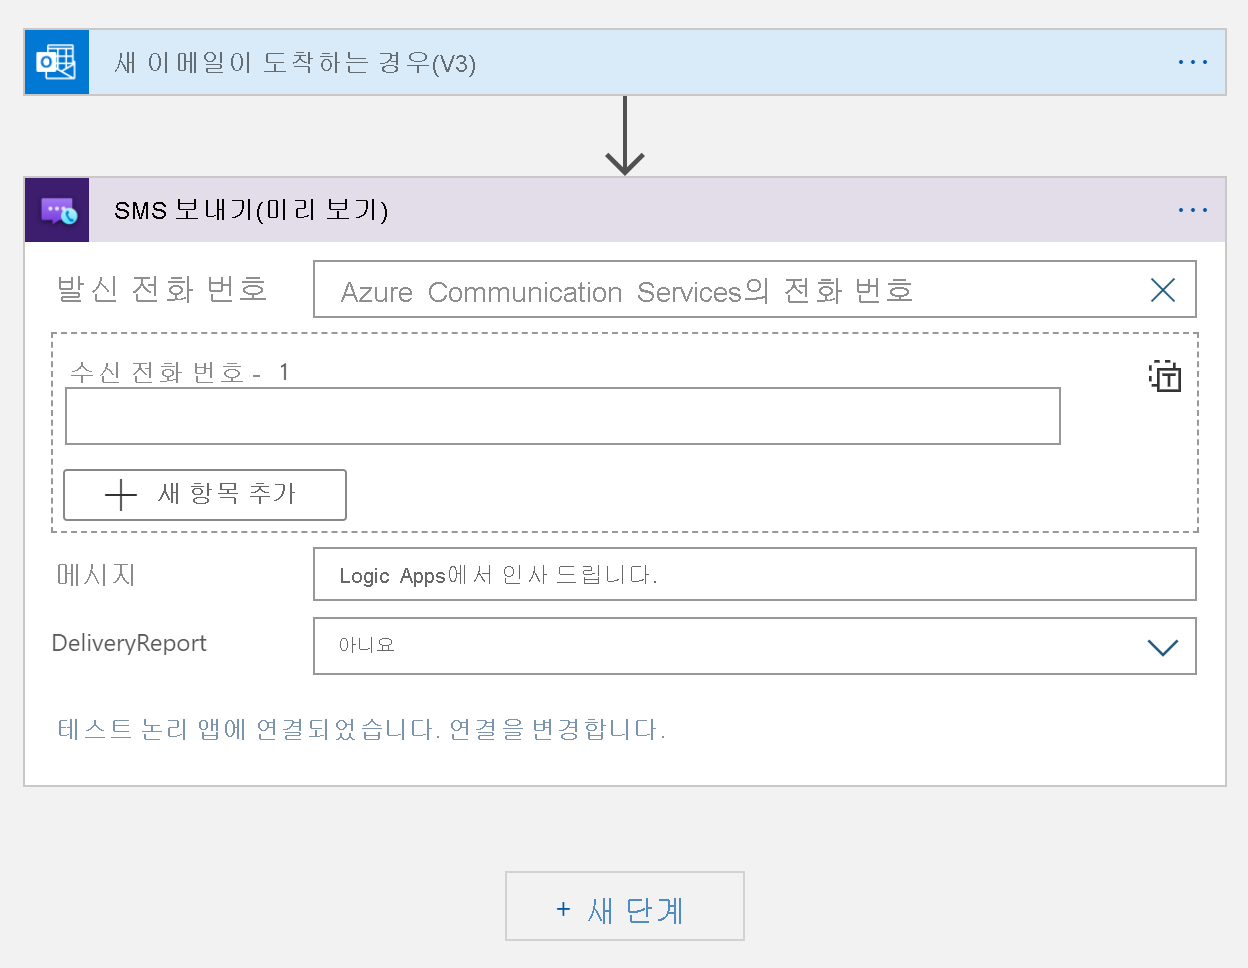 새 이메일이 도착하는 경우(V3)
SMS 보내기(미리 보기)
발신 전화 번호
Azure Communication Services의 전화 번호
수신 전화 번호 - 1
새 항목 추가
메시지
Logic Apps에서 인사 드립니다.
DeliveryReport
아니요
테스트 논리 앱에 연결되었습니다. 연결을 변경합니다.
+ 새 단계